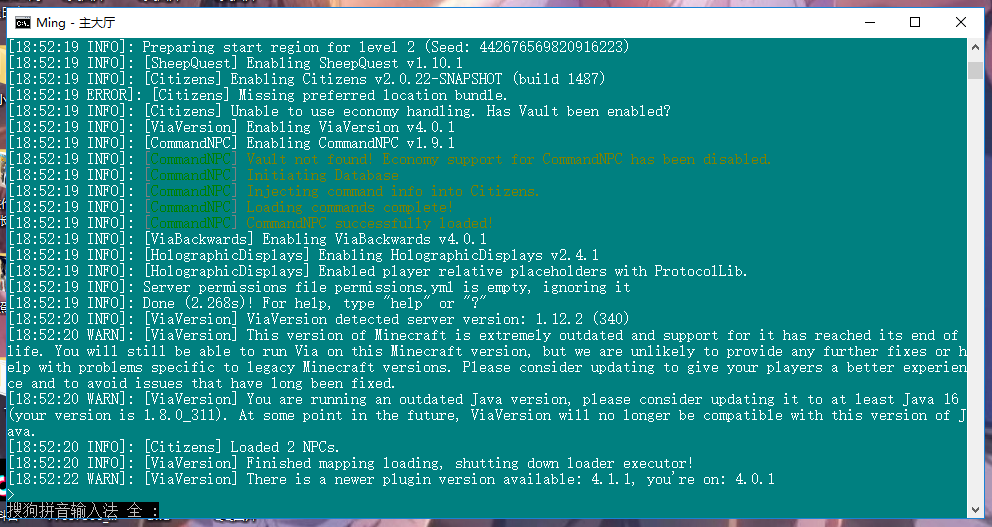 Ming - 主大厅
[18:52:19 INFO]: Preparing start region for level 2 (Seed: 442676569820916223)
[18:52:19 INFO]: [SheepQuest] Enabling SheepQuest v1.10.1
[18:52:19 INFO]: [Citizens] Enabling Citizens v2.0.22-SNAPSHOT (build 1487)
[18:52:19 ERROR]: [Citizens] Missing preferred location bundle.
[18:52:19 INFO]: [Citizens] Unable to use economy handling. Has Vault been enabled?
[18:52:19 INFO]: [ViaVersion] Enabling ViaVersion v4.0.1
[18:52:19 INFO]: [CommandNPC] Enabling CommandNPC v1.9.1
[18:52:19 INFO]: [CommandNPC] Vault not found! Economy support for CommandNPC has been disabled.
[18:52:19 INFO]: [CommandNPC] Initiating Database
[18:52:19 INFO]: [CommandNPC] Injecting command info into Citizens.
[18:52:19 INFO]: [CommandNPC] Loading commands complete!
[18:52:19 INFO]: [CommandNPC] CommandNPC successfully loaded!
[18:52:19 INFO]: [ViaBackwards] Enabling ViaBackwards v4.0.1
[18:52:19 INFO]: [HolographicDisplays] Enabling HolographicDisplays v2.4.1
[18:52:19 INFO]: [HolographicDisplays] Enabled player relative placeholders with ProtocolLib.
[18:52:19 INFO]: Server permissions file permissions.yml is empty, ignoring it
[18:52:19 INFO]: Done (2.268s)! For help, type "help" or "?"
[18:52:20 INFO]: [ViaVersion] ViaVersion detected server version: 1.12.2 (340)
[18:52:20 WARN]: [ViaVersion] This version of Minecraft is extremely outdated and support for it has reached its end of
life. You will still be able to run Via on this Minecraft version, but we are unlikely to provide any further fixes or h
elp with problems specific to legacy Minecraft versions. Please consider updating to give your players a better experien
ce and to avoid issues that have long been fixed.
[18:52:20 WARN]: [ViaVersion] You are running an outdated Java version, please consider updating it to at least Java 16
(your version is 1.8.0_311). At some point in the future, ViaVersion will no longer be compatible with this version of J
ava.
[18:52:20 INFO]: [Citizens] Loaded 2 NPCs.
[18:52:20 INFO]: [ViaVersion] Finished mapping loading, shutting down loader executor!
[18:52:22 WARN]: [ViaVersion] There is a newer plugin version available: 4.1.1, you're on: 4.0.1
>
搜狗拼音输入法 全 :